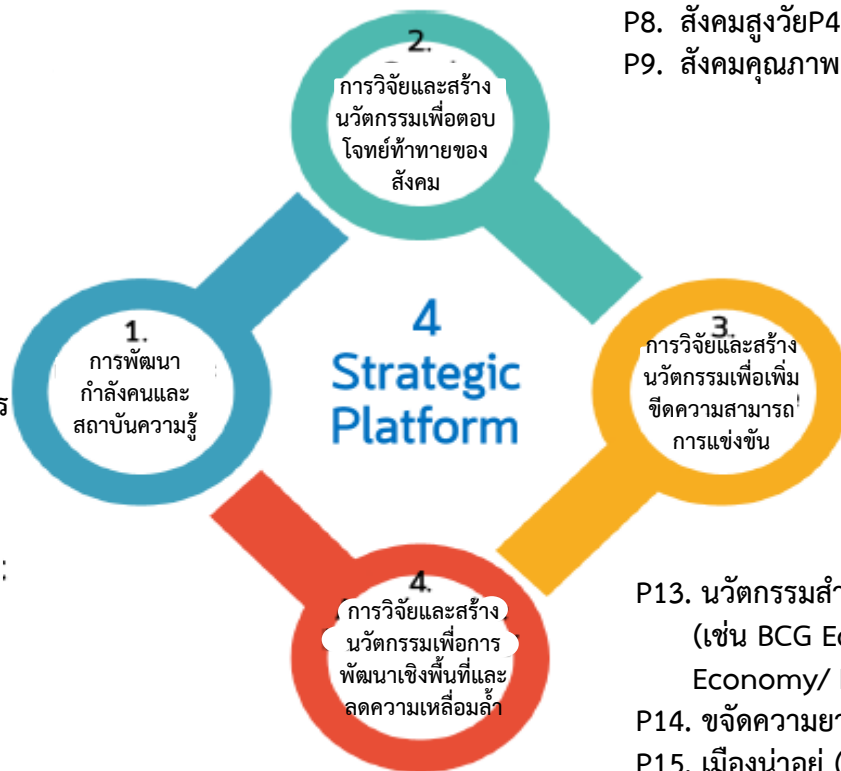 P8. สังคมสูงวัยP4
P9. สังคมคุณภาพ
2.
การวิจัยและสร้าง
นวัตกรรมเพื่อตอบ
โจทย์ท้าทายของ
สังคม
1.
การพัฒนา
กำลังคนและ
สถาบันความรู้
ร
4
Strategic
Platform
3.
การวิจัยและสร้าง
นวัตกรรมเพื่อเพิ่ม
ขีดความสามารถ
การแข่งขัน
4.
การวิจัยและสร้าง
นวัตกรรมเพื่อการ
พัฒนาเชิงพื้นที่และ
ลดความเหลื่อมล้ำ
P13. นวัตกรรมสำ
(เช่น BCG E
Economy/
P14. ขจัดความยา
P15. เมืองน่าอยู่ (